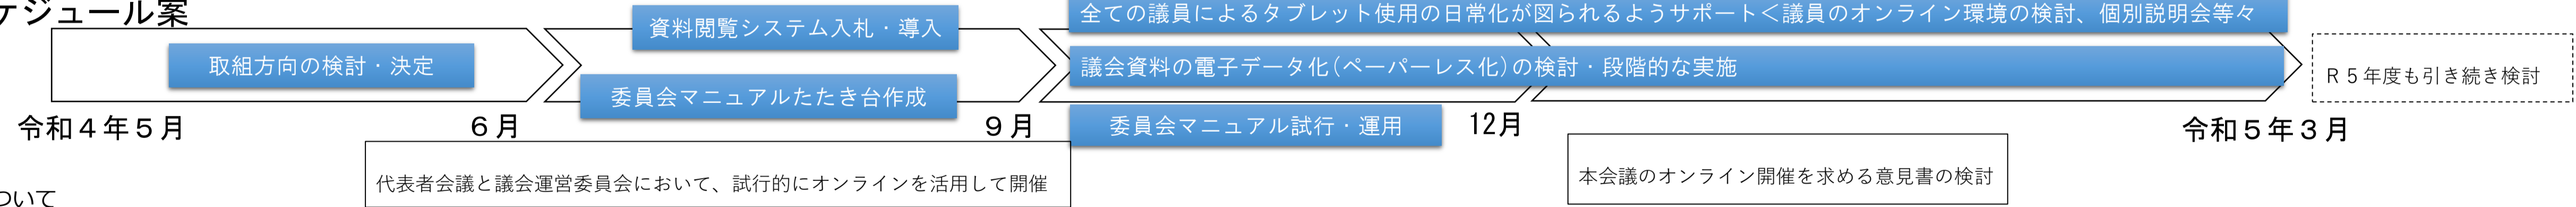 ケジュール案
資料閲覧システム入札・導入
全ての議員によるタブレット使用の日常化が図られるようサポート＜議員のオンライン環境の検討、個別説明会等々
取組方向の検討・決定
議会資料の電子データ化（ペーパーレス化）の検討・段階的な実施
Ｒ５年度も引き続き検討
委員会マニュアルたたき台作成
令和４年５月
６月
９月
委員会マニュアル試行・運用
12月
令和５年３月
代表者会議と議会運営委員会において、試行的にオンラインを活用して開催
本会議のオンライン開催を求める意見書の検討
ついて